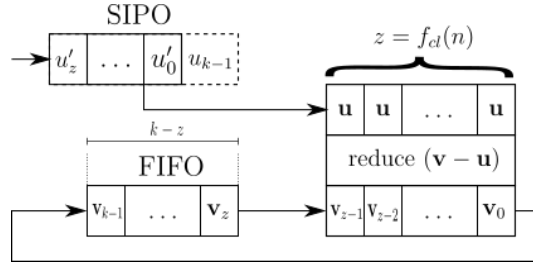 SIPO
z = f_{cl}(n)
u'_z ... u'_0 u_{k-1}
u u ... u
k − z
reduce (v − u)
FIFO
v_{k-1} ... v_z
v_{z-1} v_{z-2} ... v_0